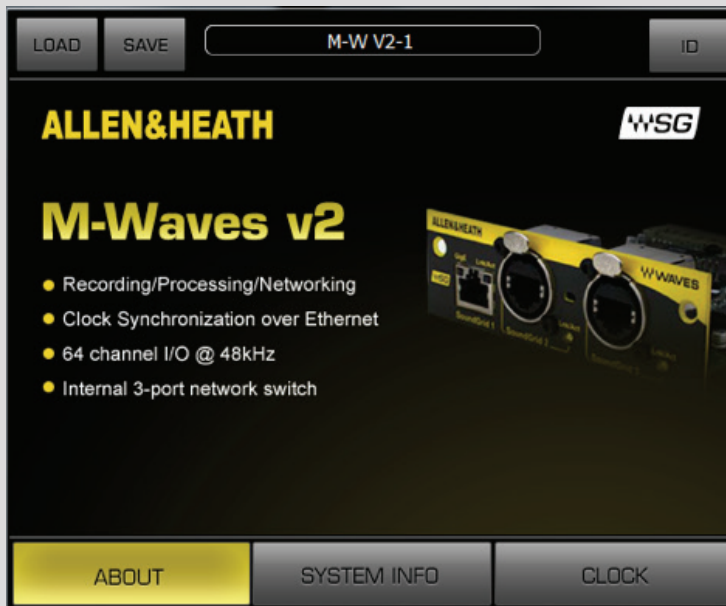 LOAD SAVE M-W V2-1 ID
ALLEN&HEATH WSG
M-Waves v2
Recording/Processing/Networking
Clock Synchronization over Ethernet
64 channel I/O @ 48kHz
Internal 3-port network switch
ALLEN&HEATH
WSG
WAVES
SoundGrid 1
SoundGrid 2
ABOUT SYSTEM INFO CLOCK